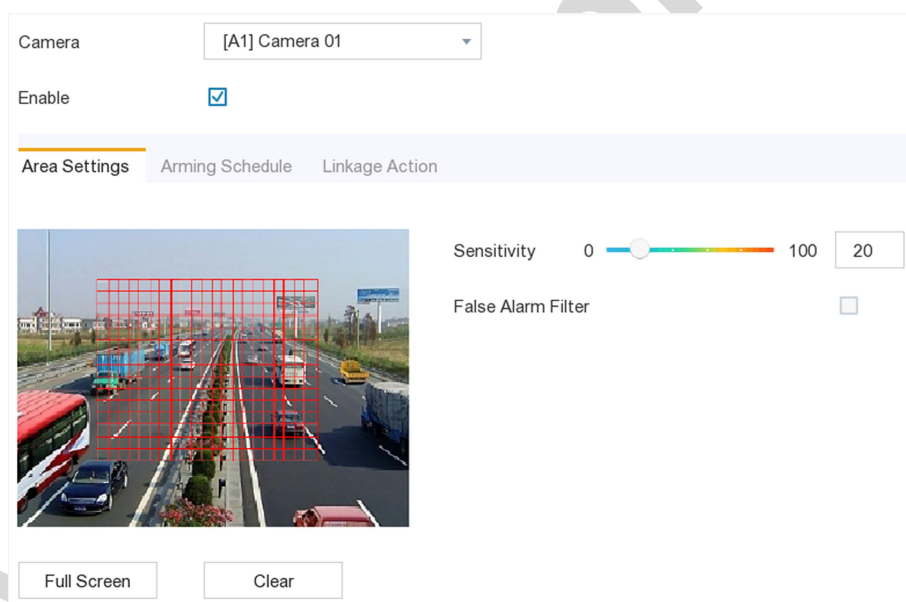 Camera
[A1] Camera 01
Enable
Area Settings
Arming Schedule
Linkage Action
Sensitivity
0
100
20
False Alarm Filter
Full Screen
Clear